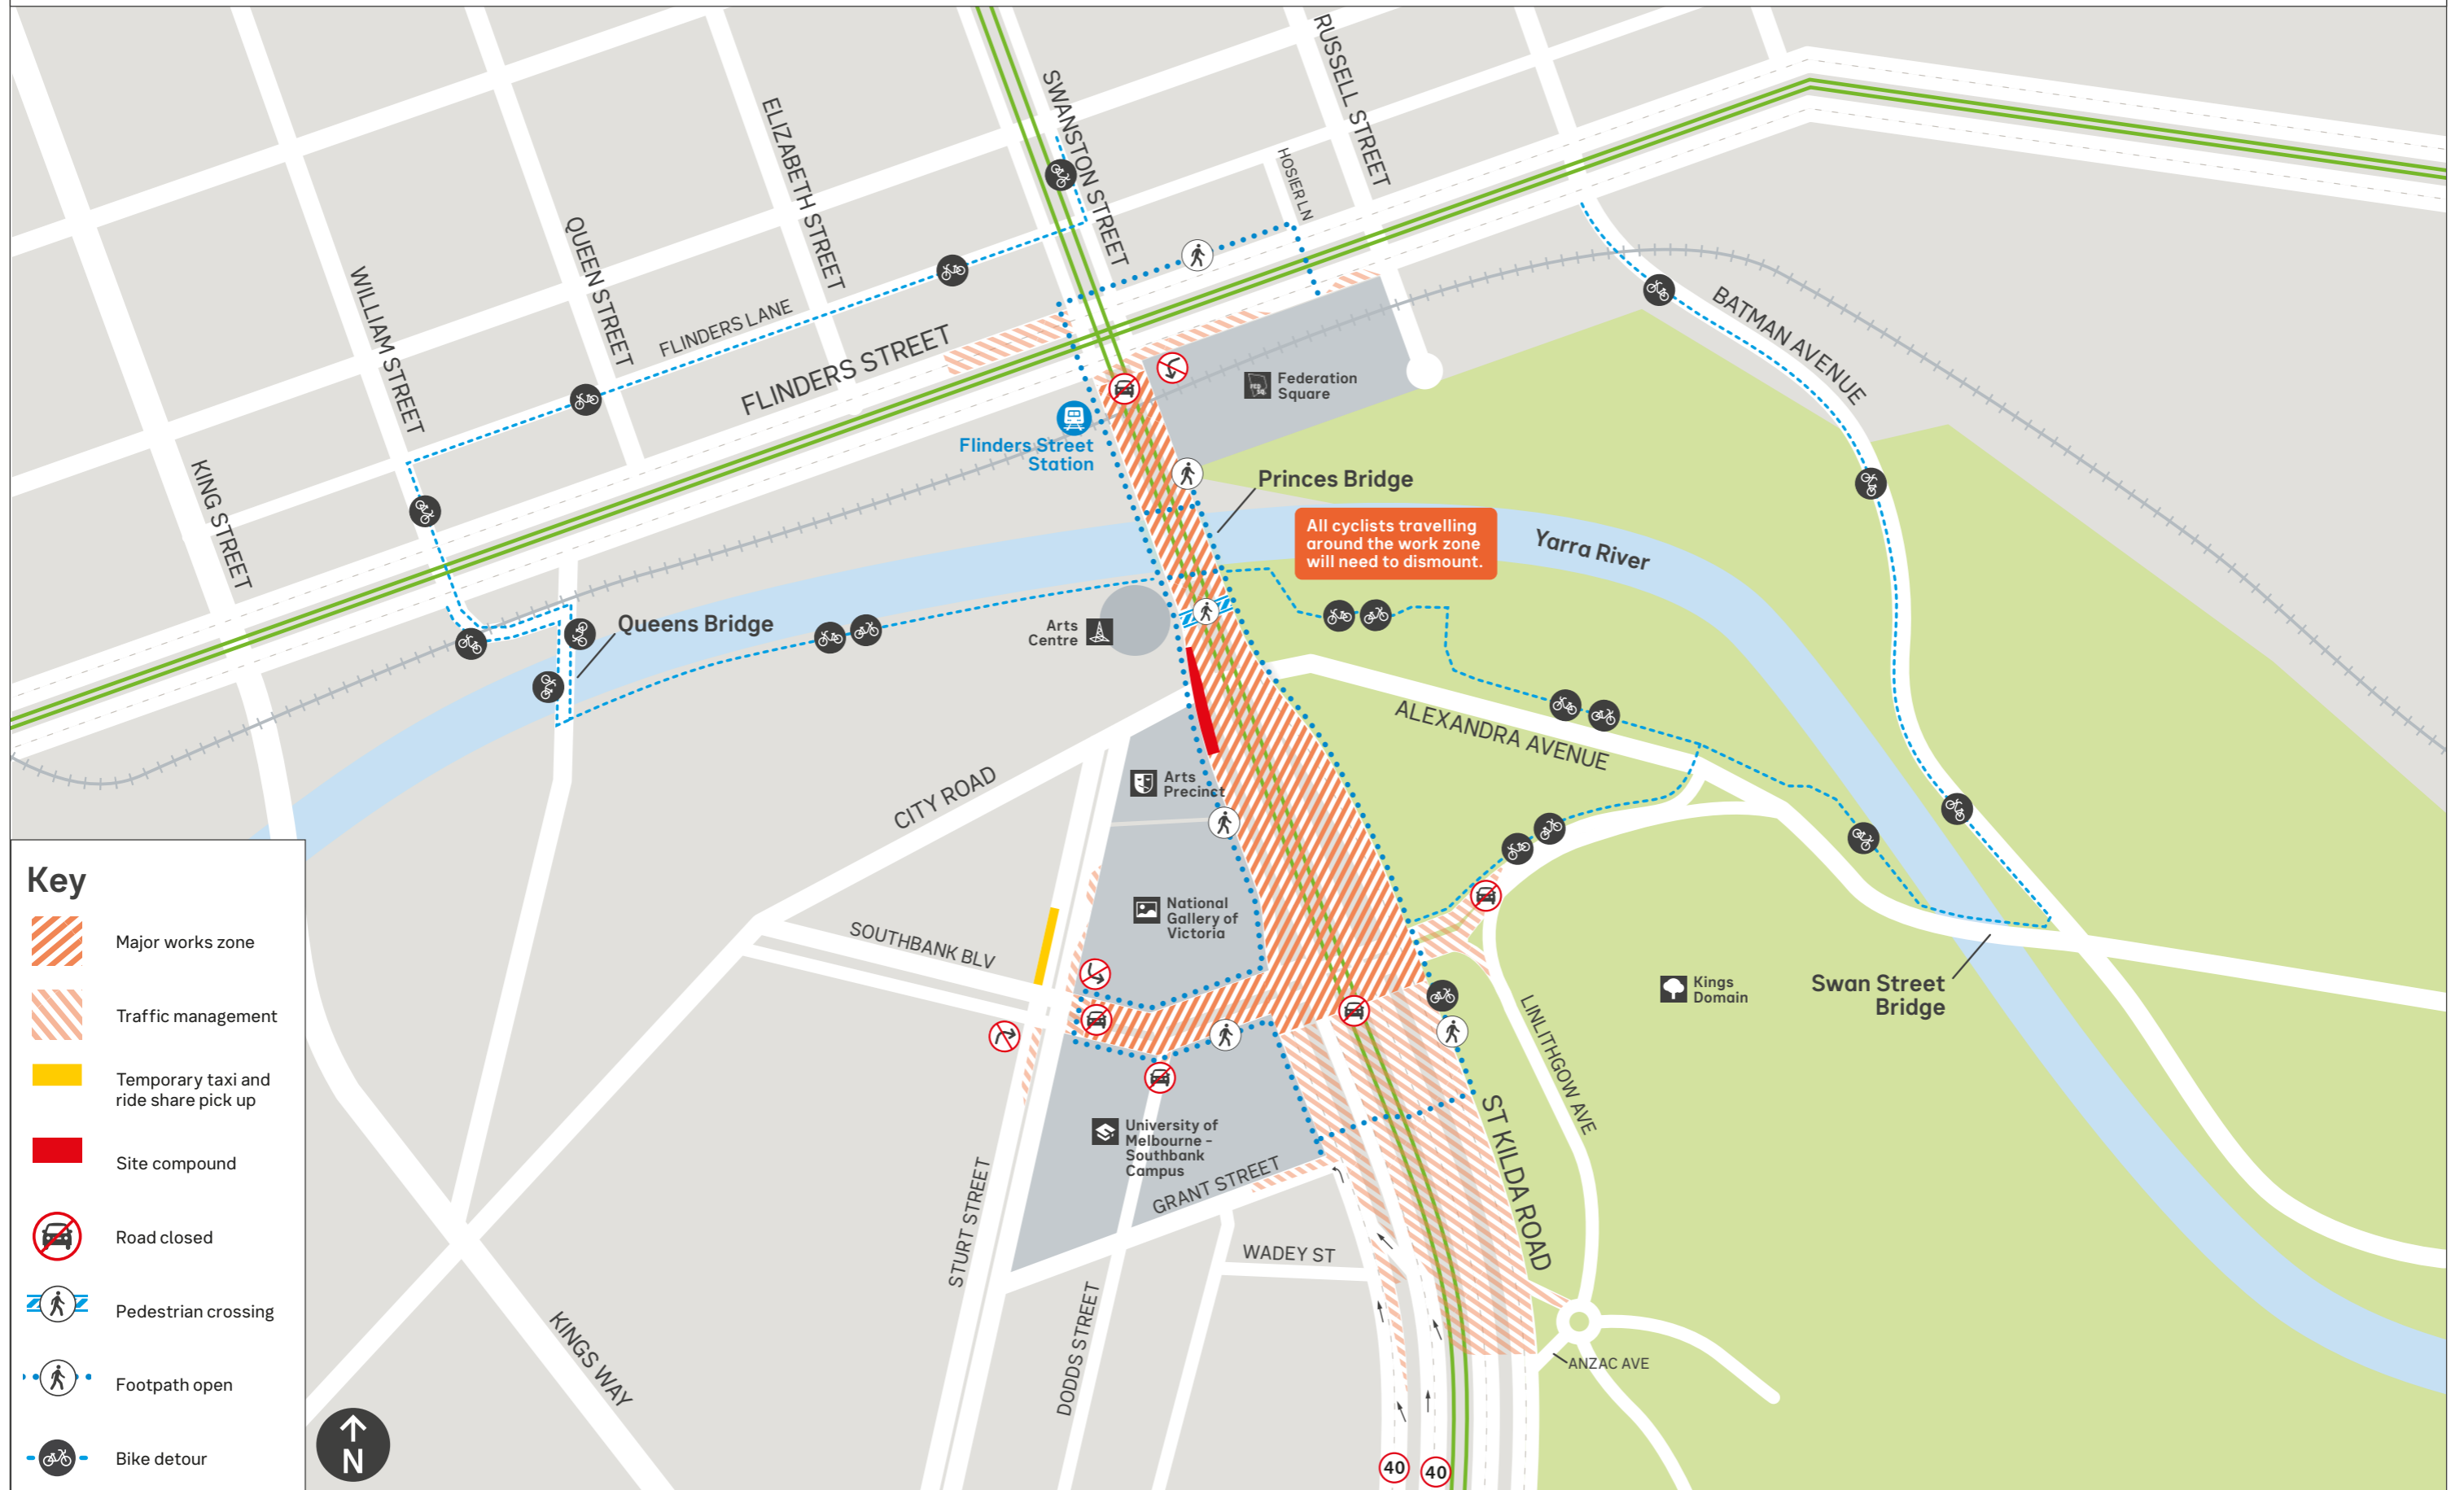 SWANSTON STREET
RUSSELL STREET
HOSIER LN
ELIZABETH STREET
QUEEN STREET
WILLIAM STREET
KING STREET
FLINDERS LANE
FLINDERS STREET
BATMAN AVENUE
Federation
Square
Flinders Street
Station
Princes Bridge
All cyclists travelling
around the work zone
will need to dismount.
Yarra River
Queens Bridge
Arts
Centre
ALEXANDRA AVENUE
CITY ROAD
Arts
Precinct
National
Gallery of
Victoria
SOUTHBANK BLV
Kings
Domain
Swan Street
Bridge
LINLITHGOW AVE
University of
Melbourne -
Southbank
Campus
ST KILDA ROAD
GRANT STREET
STURT STREET
WADEY ST
DODDS STREET
KINGS WAY
ANZAC AVE
40
40
Key
Major works zone
Traffic management
Temporary taxi and
ride share pick up
Site compound
Road closed
Pedestrian crossing
Footpath open
Bike detour
N